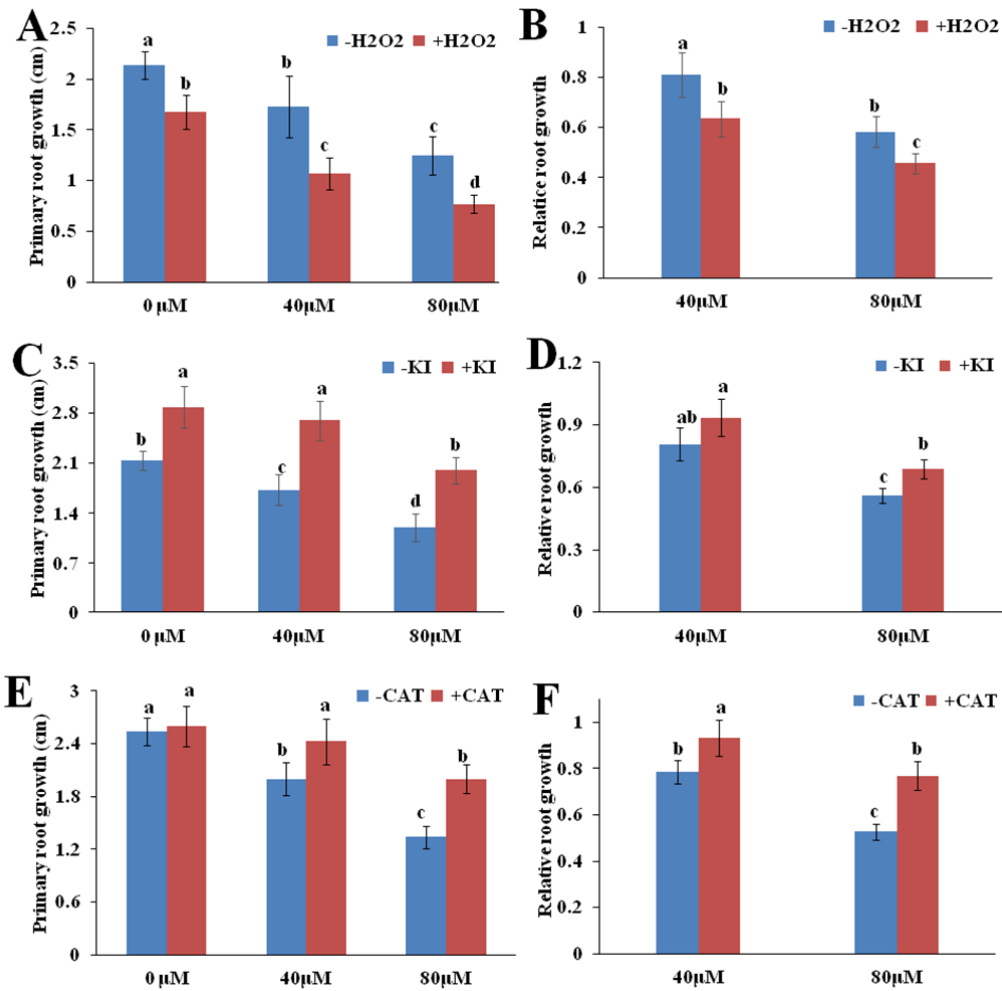 A
Primary root growth (cm)
-H2O2 +H2O2
2.5
2
1.5
1
0.5
0
a
b
b
c
c
d
0 μM 40μM 80μM
B
Relatice root growth
-H2O2 +H2O2
1
0.8
0.6
0.4
0.2
0
a
b
b
c
40μM 80μM
C
Primary root growth (cm)
-KI +KI
3.5
2.8
2.1
1.4
0.7
0
b
a
c
a
d
b
0 μM 40μM 80μM
D
Relative root growth
-KI +KI
1.2
0.9
0.6
0.3
0
ab
a
c
b
40μM 80μM
E
Primary root growth (cm)
-CAT +CAT
3
2.4
1.8
1.2
0.6
0
a
a
b
a
c
b
0 μM 40μM 80μM
F
Relative root growth
-CAT +CAT
1
0.8
0.6
0.4
0.2
0
b
a
c
b
40μM 80μM